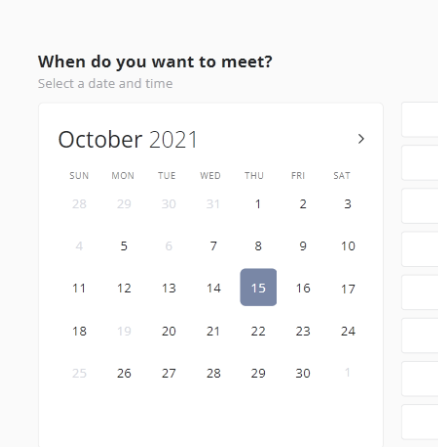 When do you want to meet?
Select a date and time
October 2021
SUN MON TUE WED THU FRI SAT
28 29 30 31 1 2 3
4 5 6 7 8 9 10
11 12 13 14 15 16 17
18 19 20 21 22 23 24
25 26 27 28 29 30 1